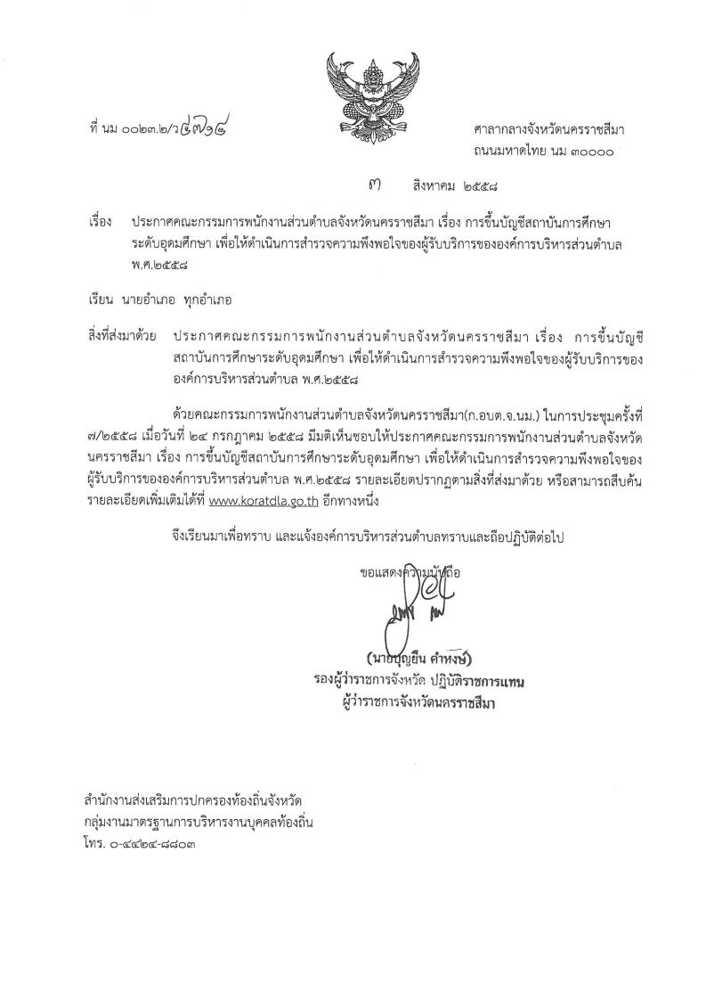 ที่ นม ๐๐๒๓.๒/ว
ศาลากลางจังหวัดนครราชสีมา
ถนนมหาดไทย นม ๓๐๐๐๐
๓ สิงหาคม ๒๕๕๘
เรื่อง ประกาศคณะกรรมการพนักงานส่วนตำบลจังหวัดนครราชสีมา เรื่อง การขึ้นบัญชีสถาบันการศึกษา
ระดับอุดมศึกษา เพื่อให้ดำเนินการสำรวจความพึงพอใจของผู้รับบริการขององค์การบริหารส่วนตำบล
พ.ศ.๒๕๕๘
เรียน นายอำเภอ ทุกอำเภอ
สิ่งที่ส่งมาด้วย ประกาศคณะกรรมการพนักงานส่วนตำบลจังหวัดนครราชสีมา เรื่อง การขึ้นบัญชี
สถาบันการศึกษาระดับอุดมศึกษา เพื่อให้ดำเนินการสำรวจความพึงพอใจของผู้รับบริการของ
องค์การบริหารส่วนตำบล พ.ศ.๒๕๕๘
ด้วยคณะกรรมการพนักงานส่วนตำบลจังหวัดนครราชสีมา(ก.อบต.จ.นม.) ในการประชุมครั้งที่
๗/๒๕๕๘ เมื่อวันที่ ๒๔ กรกฎาคม ๒๕๕๘ มีมติเห็นชอบให้ประกาศคณะกรรมการพนักงานส่วนตำบลจังหวัด
นครราชสีมา เรื่อง การขึ้นบัญชีสถาบันการศึกษาระดับอุดมศึกษา เพื่อให้ดำเนินการสำรวจความพึงพอใจของ
ผู้รับบริการขององค์การบริหารส่วนตำบล พ.ศ.๒๕๕๘ รายละเอียดปรากฏตามสิ่งที่ส่งมาด้วย หรือสามารถสืบค้น
รายละเอียดเพิ่มเติมได้ที่ www.koratdla.go.th อีกทางหนึ่ง
จึงเรียนมาเพื่อทราบ และแจ้งองค์การบริหารส่วนตำบลทราบและถือปฏิบัติต่อไป
ขอแสดงความนับถือ
(นายบุญยืน คำหงษ์)
รองผู้ว่าราชการจังหวัด ปฏิบัติราชการแทน
ผู้ว่าราชการจังหวัดนครราชสีมา
สำนักงานส่งเสริมการปกครองท้องถิ่นจังหวัด
กลุ่มงานมาตรฐานการบริหารงานบุคคลท้องถิ่น
โทร. ๐-๔๔๒๔-๘๘๐๓